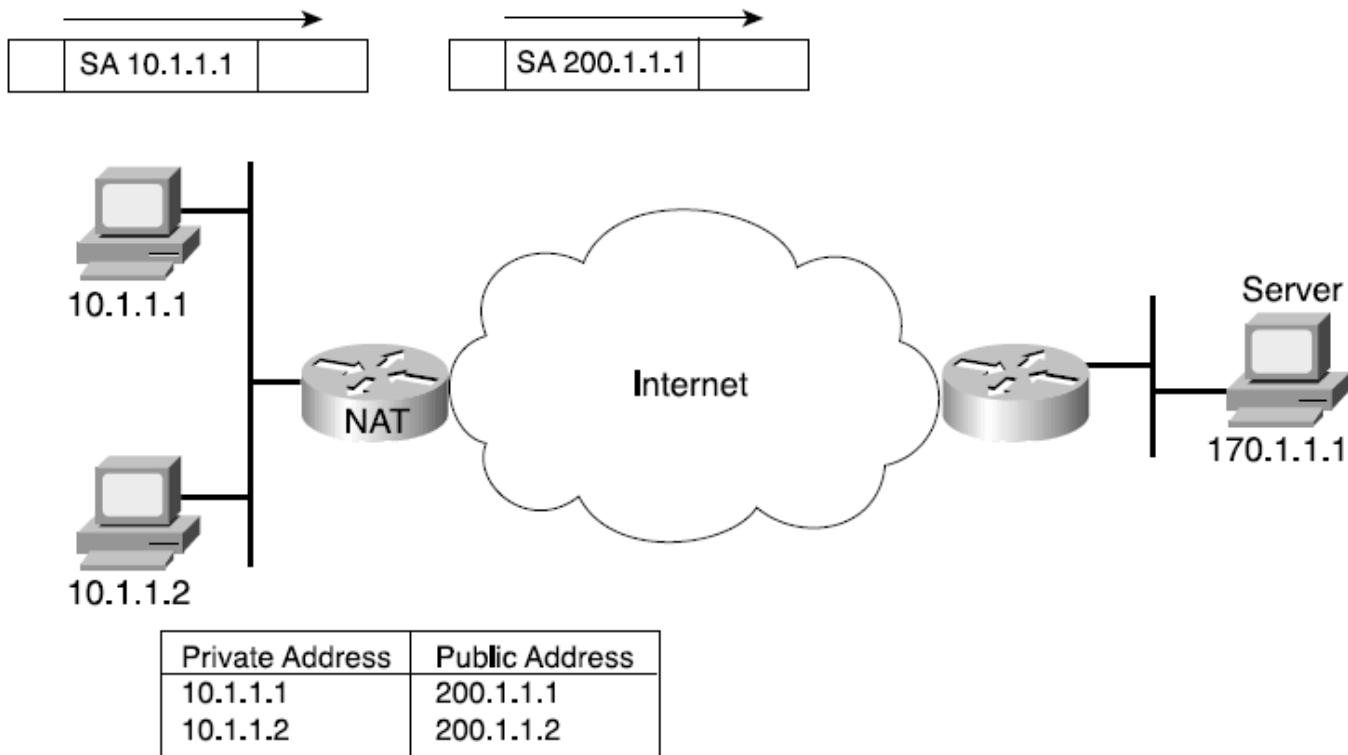 SA 10.1.1.1
SA 200.1.1.1
10.1.1.1
Server
Internet
NAT
170.1.1.1
10.1.1.2
Private Address Public Address
10.1.1.1 200.1.1.1
10.1.1.2 200.1.1.2